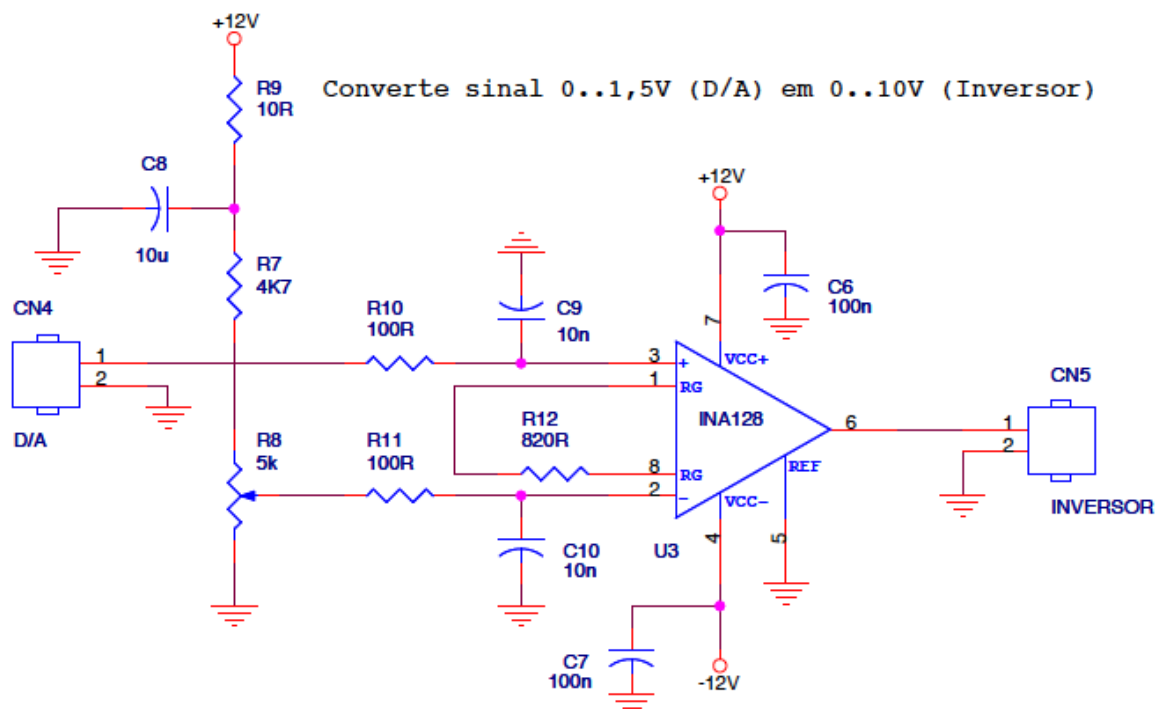 +12V
R9
10R
Converte sinal 0..1,5V (D/A) em 0..10V (Inversor)
C8
10u
+12V
R7
4K7
C6
100n
CN4
1
2
D/A
R10
100R
C9
10n
7
VCC+
3
+
1
RG
INA128
6
CN5
1
2
INVERSOR
R12
820R
R8
5k
R11
100R
8
RG
2
-
REF
VCC-
U3
4
5
C10
10n
C7
100n
-12V